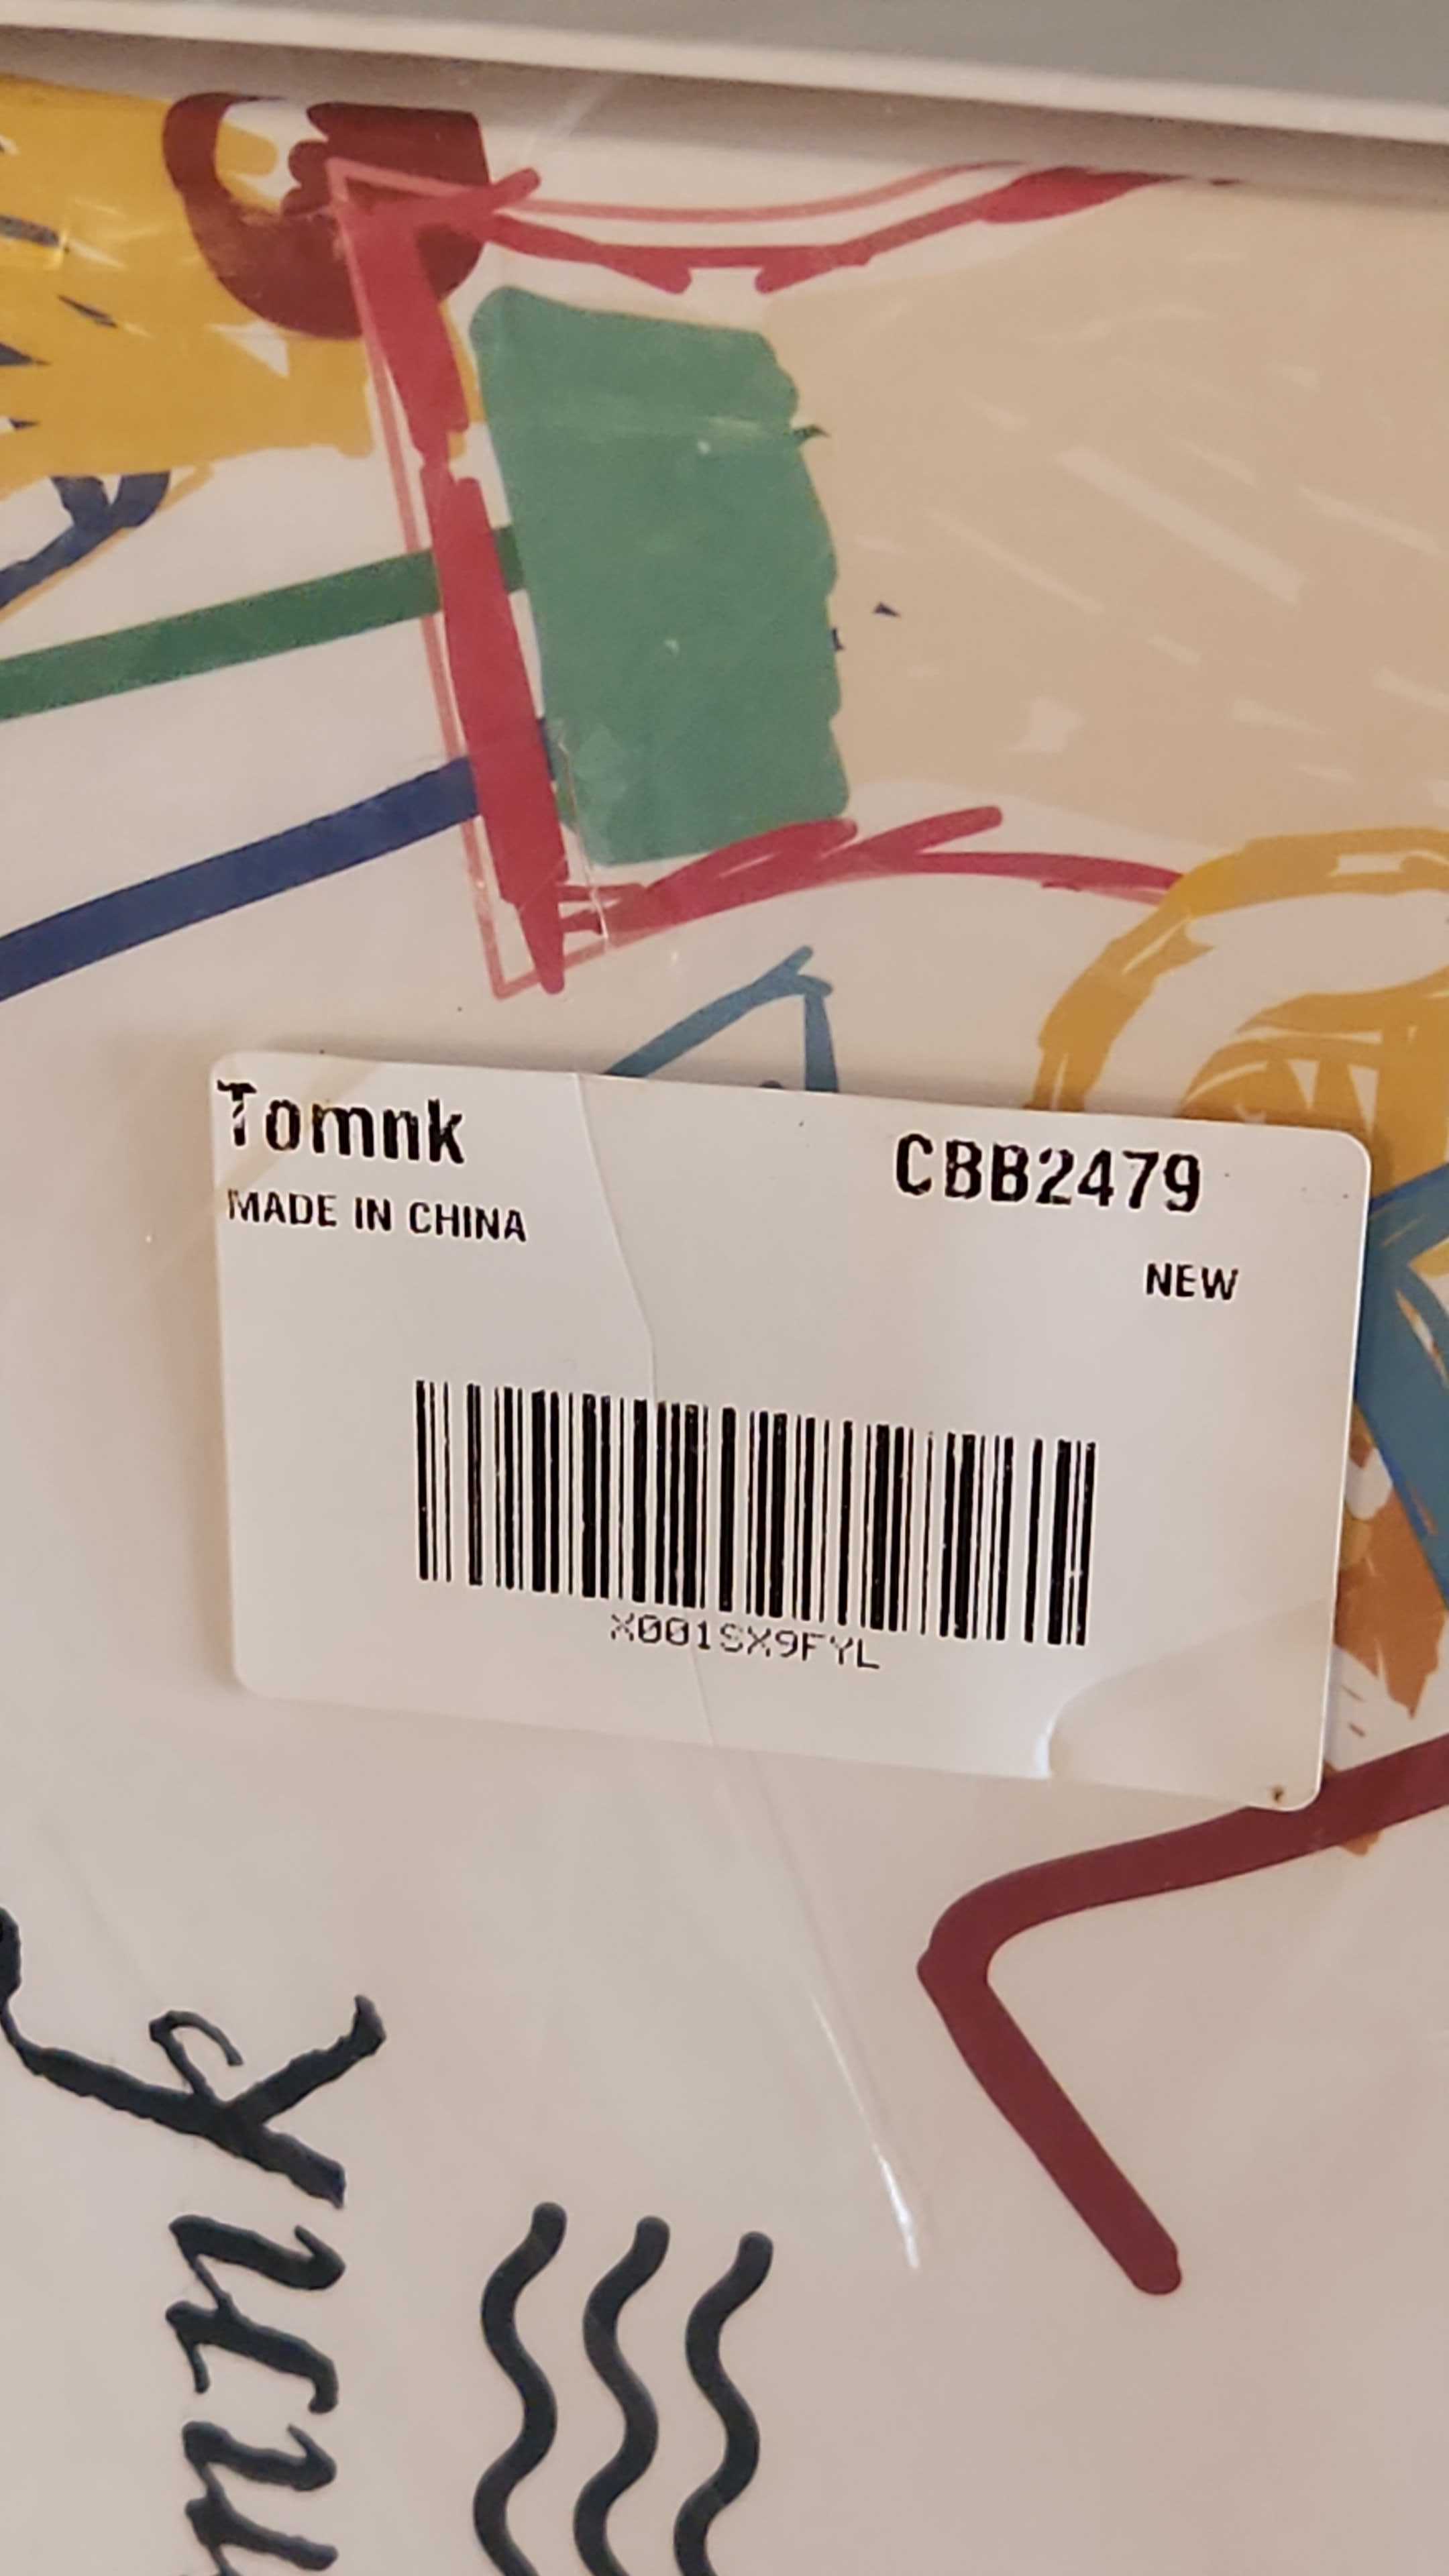 Tomnk
CBB2479
MADE IN CHINA
NEW
X001SX9FYL